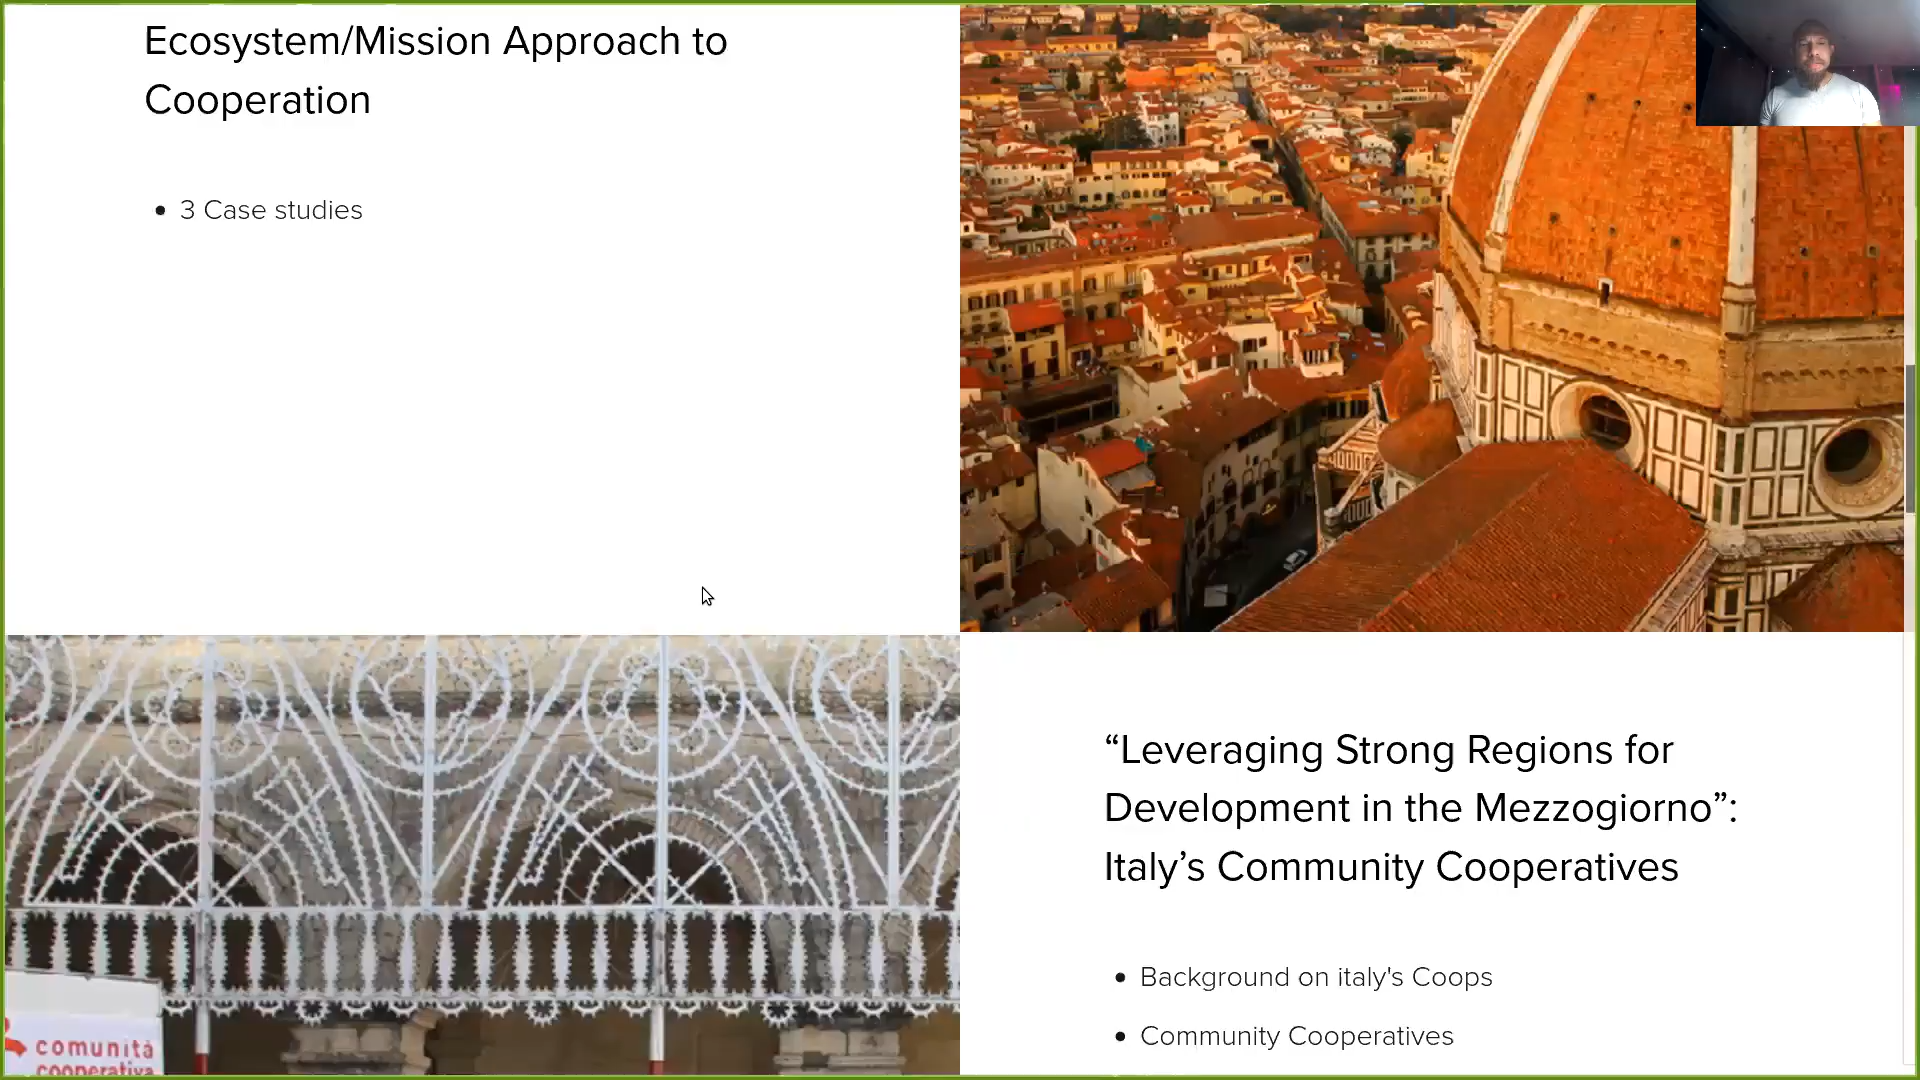 Ecosystem/Mission Approach to
Cooperation
3 Case studies
“Leveraging Strong Regions for
Development in the Mezzogiorno”:
Italy’s Community Cooperatives
Background on italy's Coops
Community Cooperatives
comunità
cooperativa